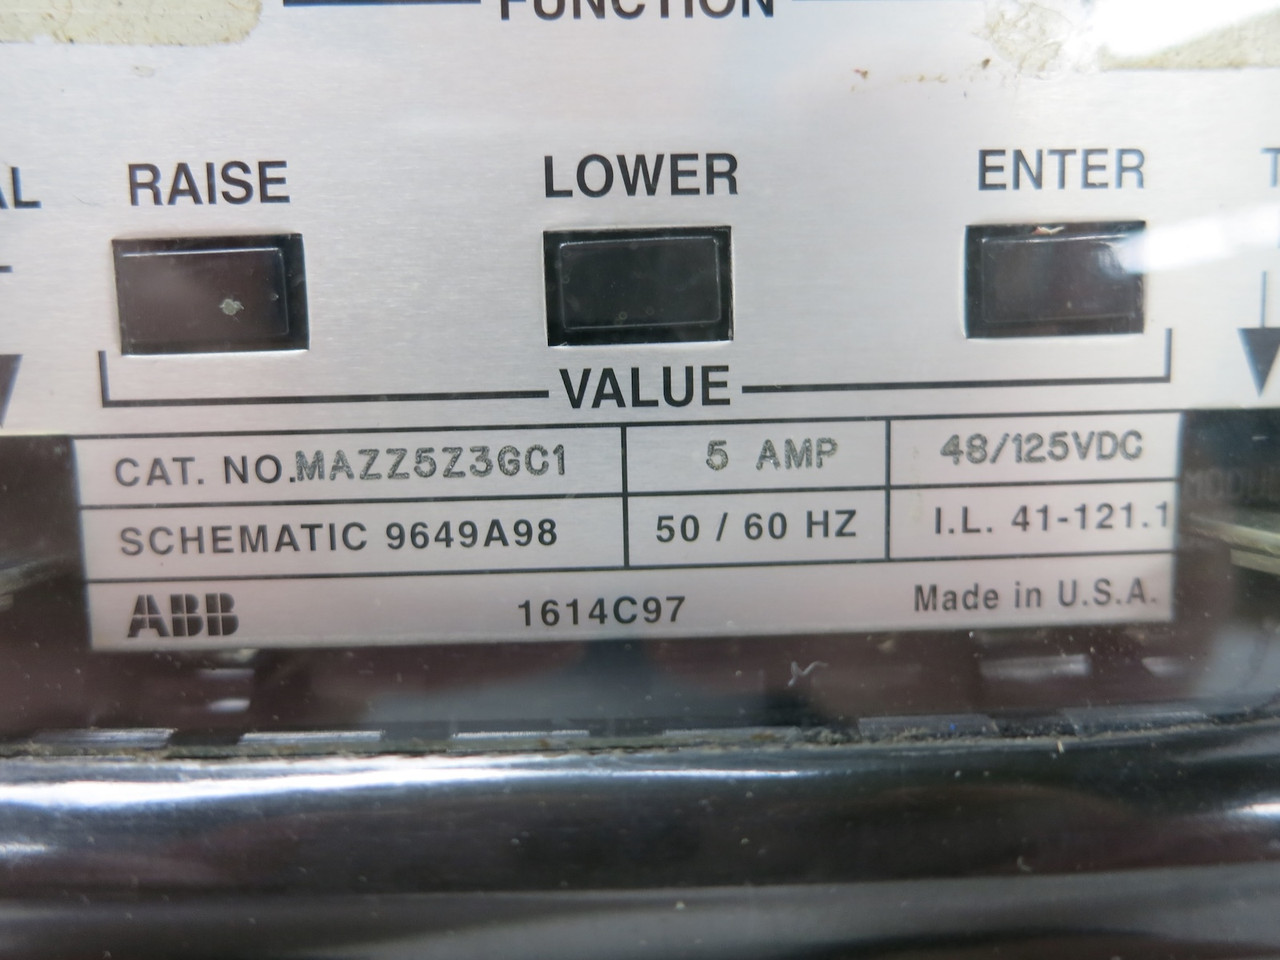 FUNCTION
AL RAISE LOWER ENTER T
VALUE
CAT. NO.MAZZ5Z3GC1 5 AMP 48/125VDC
SCHEMATIC 9649A98 50 / 60 HZ I.L. 41-121.1
ABB 1614C97 Made in U.S.A.